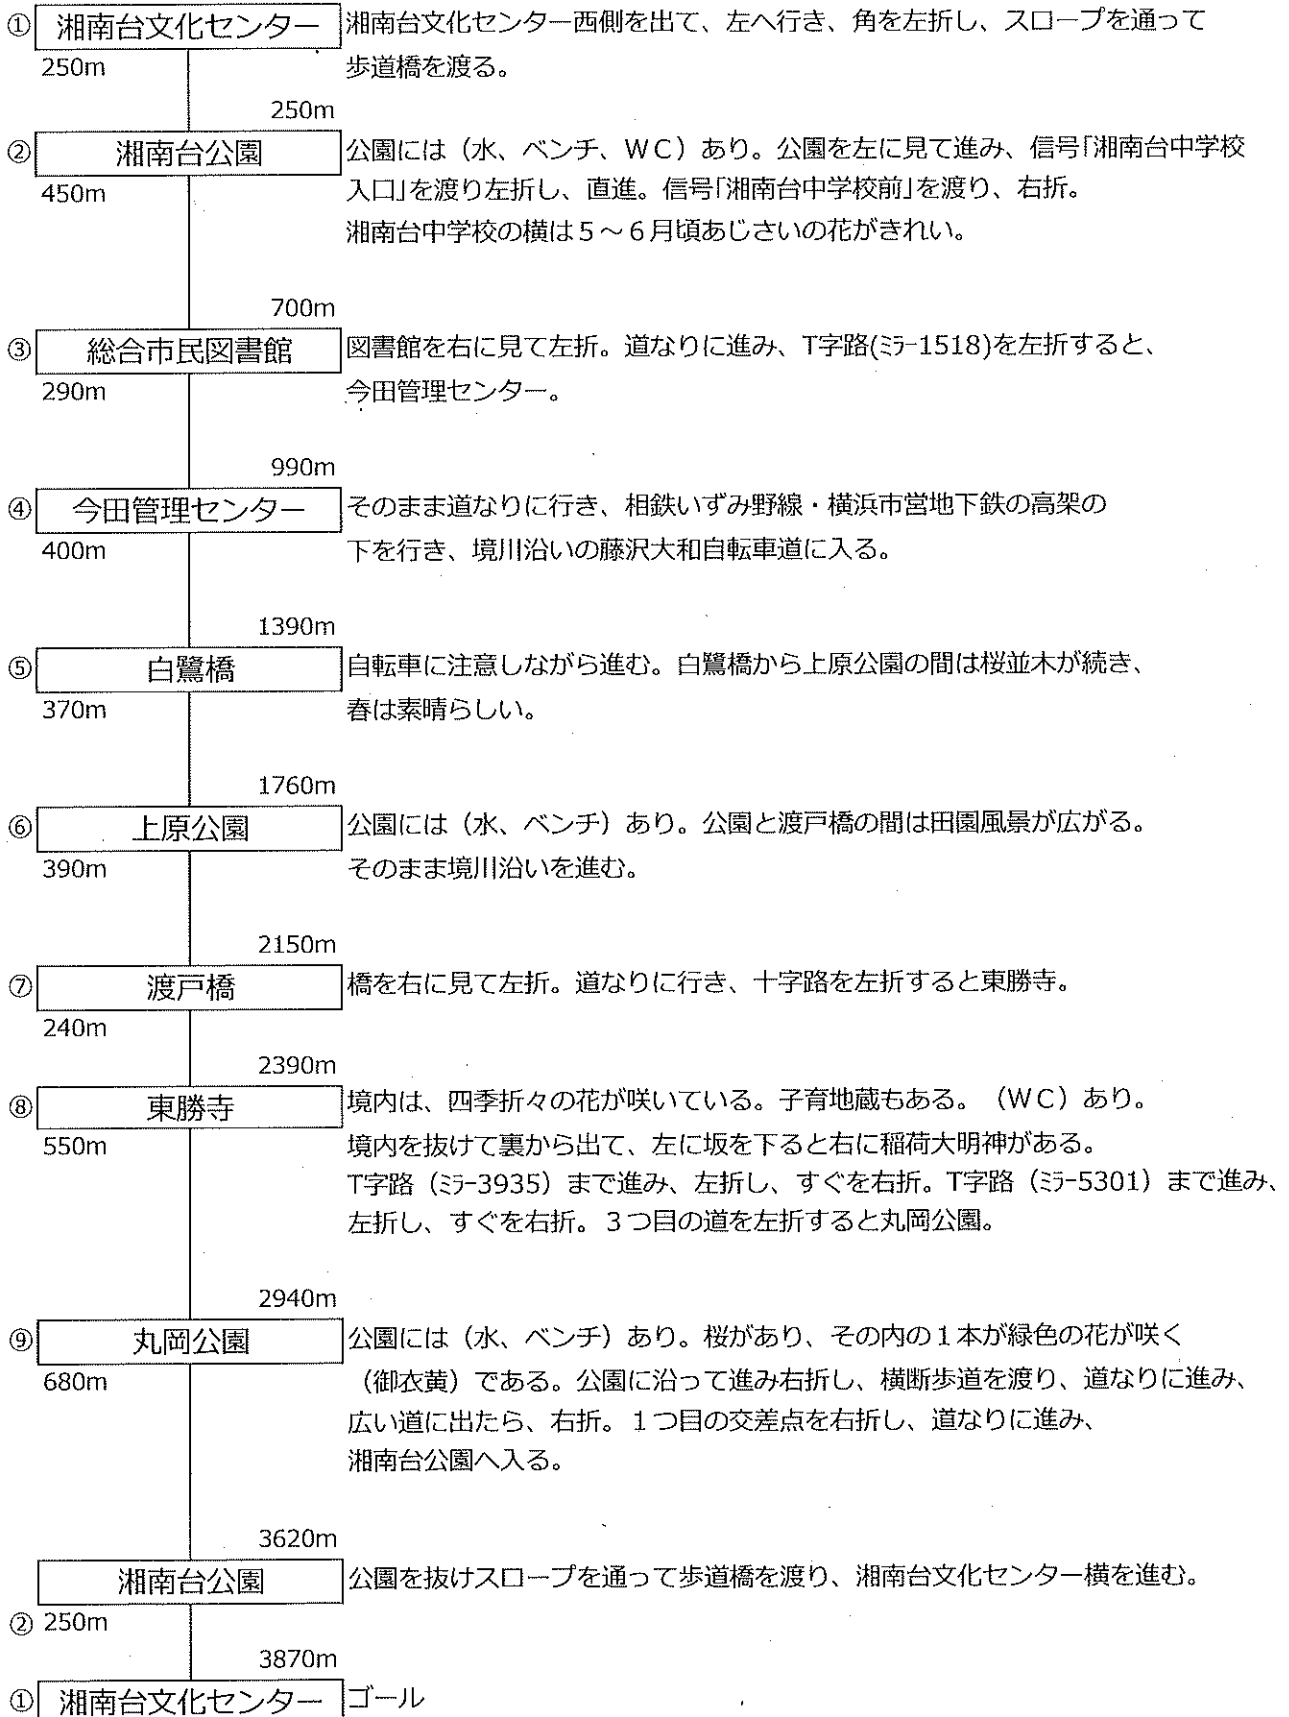 ① 湘南台文化センター 湘南台文化センター西側を出て、左へ行き、角を左折し、スロープを通って
250m 歩道橋を渡る。
250m
② 湘南台公園 公園には（水、ベンチ、WC）あり。公園を左に見て進み、信号｢湘南台中学校
450m 入口｣を渡り左折し、直進。信号｢湘南台中学校前｣を渡り、右折。
湘南台中学校の横は５～６月頃あじさいの花がきれい。
700m
③ 総合市民図書館 図書館を右に見て左折。道なりに進み、T字路(ﾐﾗｰ1518)を左折すると、
290m 今田管理センター。
990m
④ 今田管理センター そのまま道なりに行き、相鉄いずみ野線・横浜市営地下鉄の高架の
400m 下を行き、境川沿いの藤沢大和自転車道に入る。
1390m
⑤ 白鷺橋 自転車に注意しながら進む。白鷺橋から上原公園の間は桜並木が続き、
370m 春は素晴らしい。
1760m
⑥ 上原公園 公園には（水、ベンチ）あり。公園と渡戸橋の間は田園風景が広がる。
390m そのまま境川沿いを進む。
2150m
⑦ 渡戸橋 橋を右に見て左折。道なりに行き、十字路を左折すると東勝寺。
240m
2390m
⑧ 東勝寺 境内は、四季折々の花が咲いている。子育地蔵もある。（WC）あり。
550m 境内を抜けて裏から出て、左に坂を下ると右に稲荷大明神がある。
T字路（ﾐﾗｰ3935）まで進み、左折し、すぐを右折。T字路（ﾐﾗｰ5301）まで進み、
左折し、すぐを右折。３つ目の道を左折すると丸岡公園。
2940m
⑨ 丸岡公園 公園には（水、ベンチ）あり。桜があり、その内の１本が緑色の花が咲く
680m （御衣黄）である。公園に沿って進み右折し、横断歩道を渡り、道なりに進み、
広い道に出たら、右折。１つ目の交差点を右折し、道なりに進み、
湘南台公園へ入る。
3620m
湘南台公園 公園を抜けスロープを通って歩道橋を渡り、湘南台文化センター横を進む。
② 250m
3870m
① 湘南台文化センター ゴール